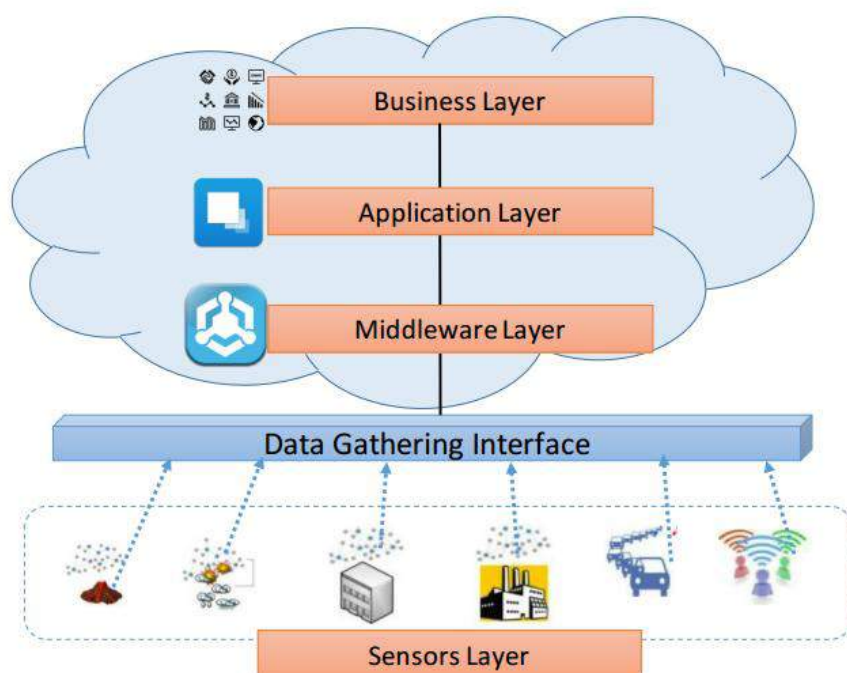 Business Layer
Application Layer
Middleware Layer
Data Gathering Interface
Sensors Layer